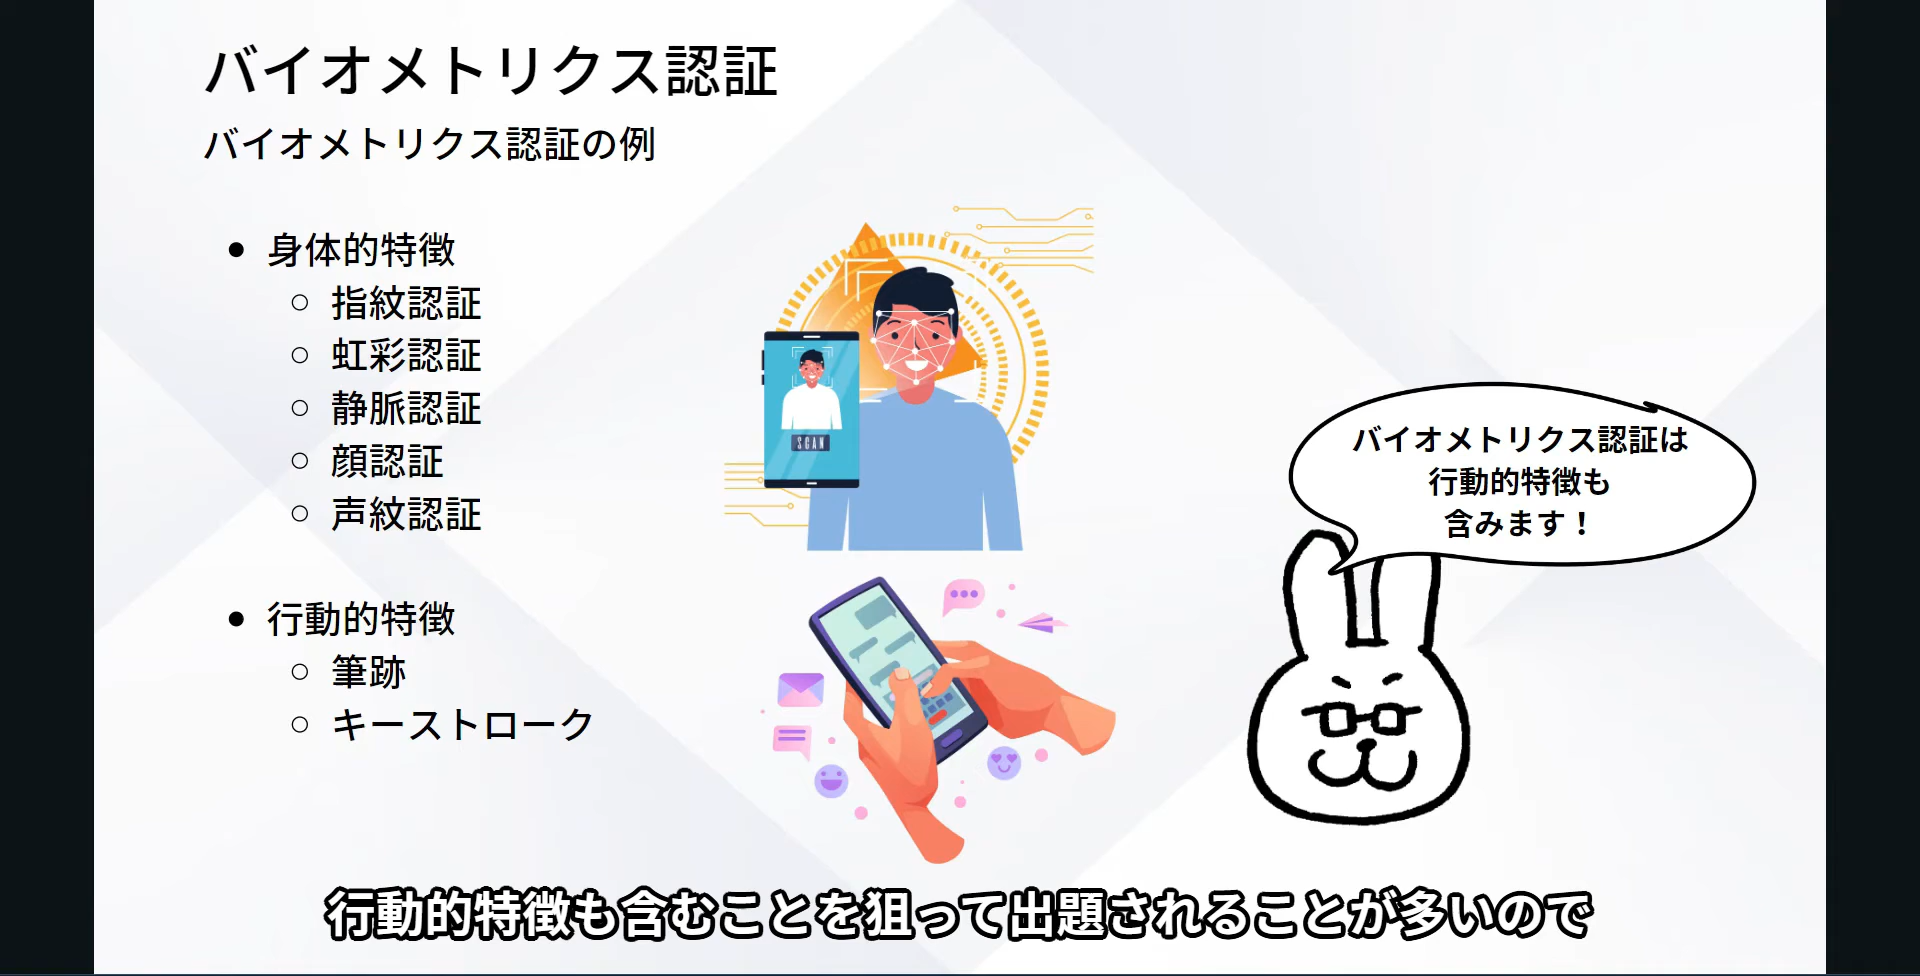 バイオメトリクス認証
バイオメトリクス認証の例
身体的特徴
指紋認証
虹彩認証
静脈認証
顔認証
声紋認証
行動的特徴
筆跡
キーストローク
SCAN
バイオメトリクス認証は
行動的特徴も
含みます！
行動的特徴も含むことを狙って出題されることが多いので